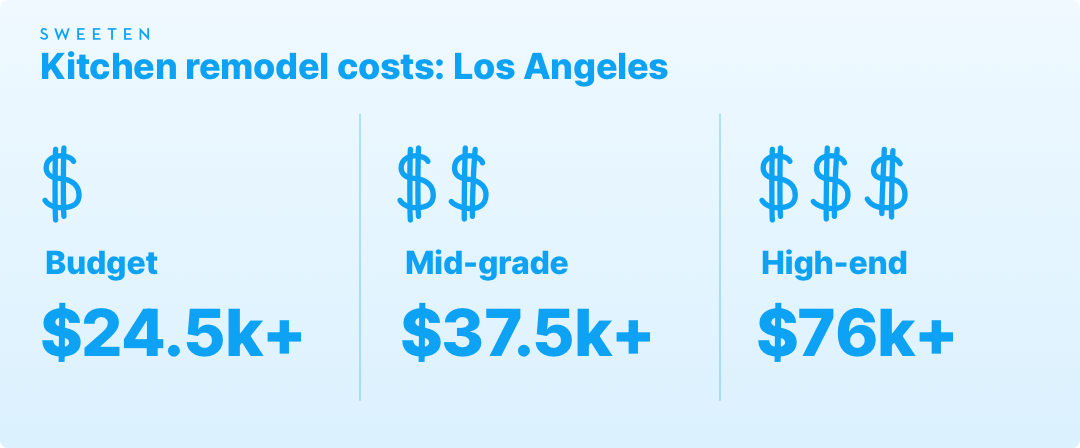 SWEETEN
Kitchen remodel costs: Los Angeles
$
Budget
$24.5k+
$$
Mid-grade
$37.5k+
$$$
High-end
$76k+